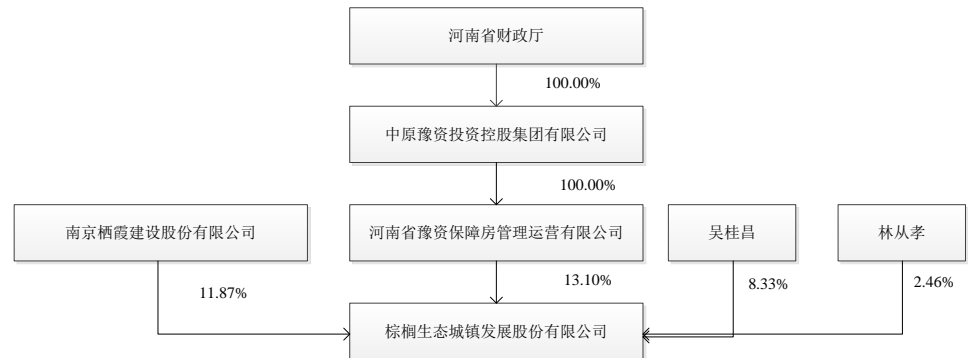 河南省财政厅
100.00%
中原豫资投资控股集团有限公司
100.00%
南京栖霞建设股份有限公司
河南省豫资保障房管理运营有限公司
吴桂昌
林从孝
11.87%
13.10%
8.33%
2.46%
棕榈生态城镇发展股份有限公司